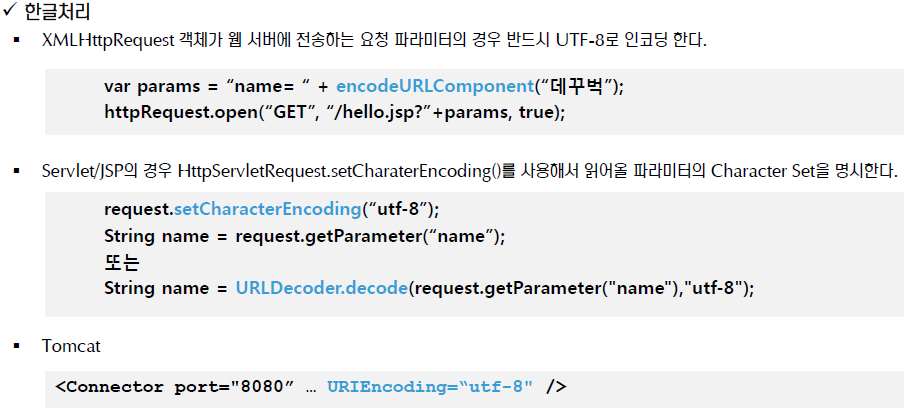 ✓ 한글처리
▪ XMLHttpRequest 객체가 웹 서버에 전송하는 요청 파라미터의 경우 반드시 UTF-8로 인코딩 한다.
var params = “name= “ + encodeURLComponent(“데꾸벅”);
httpRequest.open(“GET”, “/hello.jsp?”+params, true);
▪ Servlet/JSP의 경우 HttpServletRequest.setCharaterEncoding()를 사용해서 읽어올 파라미터의 Character Set을 명시한다.
request.setCharacterEncoding(“utf-8”);
String name = request.getParameter(“name”);
또는
String name = URLDecoder.decode(request.getParameter("name"),"utf-8");
▪ Tomcat
<Connector port="8080” … URIEncoding=“utf-8" />